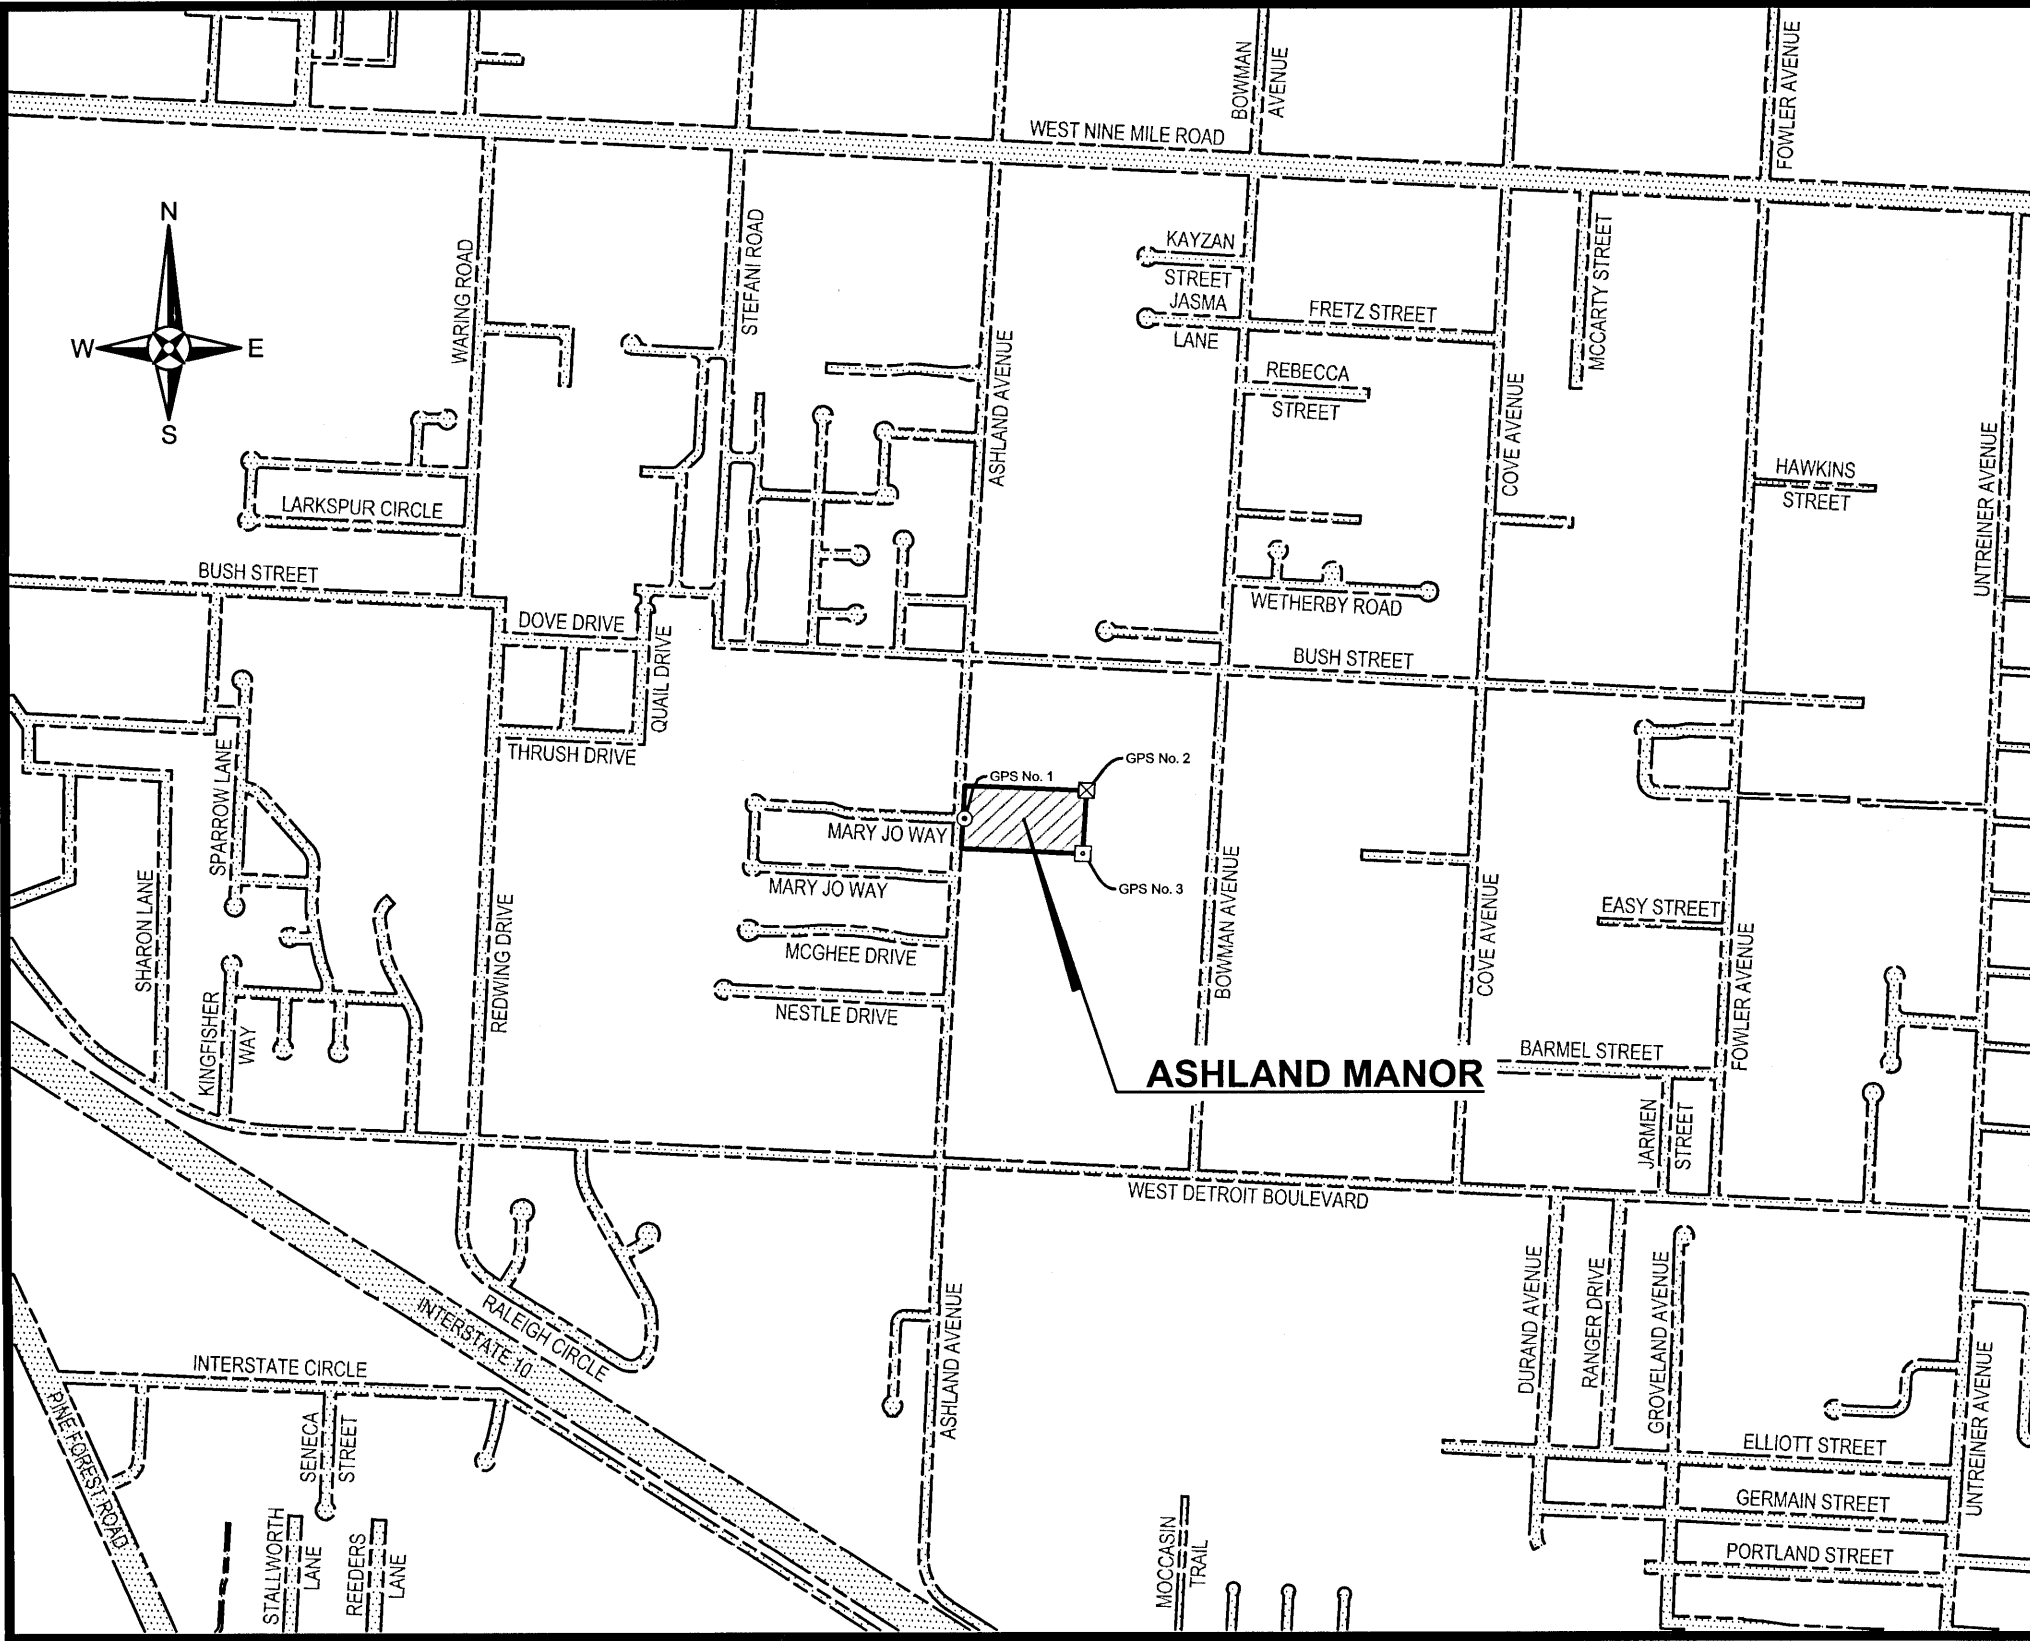 BOWMAN
AVENUE
FOWLER AVENUE
WEST NINE MILE ROAD
N
W
E
S
WARING ROAD
STEFANI ROAD
ASHLAND AVENUE
KAYZAN
STREET
JASMA
LANE
FRETZ STREET
MCCARTY STREET
REBECCA
STREET
COVE AVENUE
HAWKINS
STREET
UNTREINER AVENUE
LARKSPUR CIRCLE
BUSH STREET
DOVE DRIVE
QUAIL DRIVE
THRUSH DRIVE
WETHERBY ROAD
BUSH STREET
SPARROW LANE
SHARON LANE
KINGFISHER
WAY
REDWING DRIVE
GPS No. 1
GPS No. 2
GPS No. 3
MARY JO WAY
MARY JO WAY
MCGHEE DRIVE
NESTLE DRIVE
BOWMAN AVENUE
COVE AVENUE
EASY STREET
FOWLER AVENUE
ASHLAND MANOR
BARMEL STREET
JARMEN
STREET
WEST DETROIT BOULEVARD
RALEIGH CIRCLE
INTERSTATE 10
INTERSTATE CIRCLE
PINE FOREST ROAD
SENECA
STREET
STALLWORTH
LANE
REEDERS
LANE
ASHLAND AVENUE
MOCCASIN
TRAIL
DURAND AVENUE
RANGER DRIVE
GROVELAND AVENUE
UNTREINER AVENUE
ELLIOTT STREET
GERMAIN STREET
PORTLAND STREET